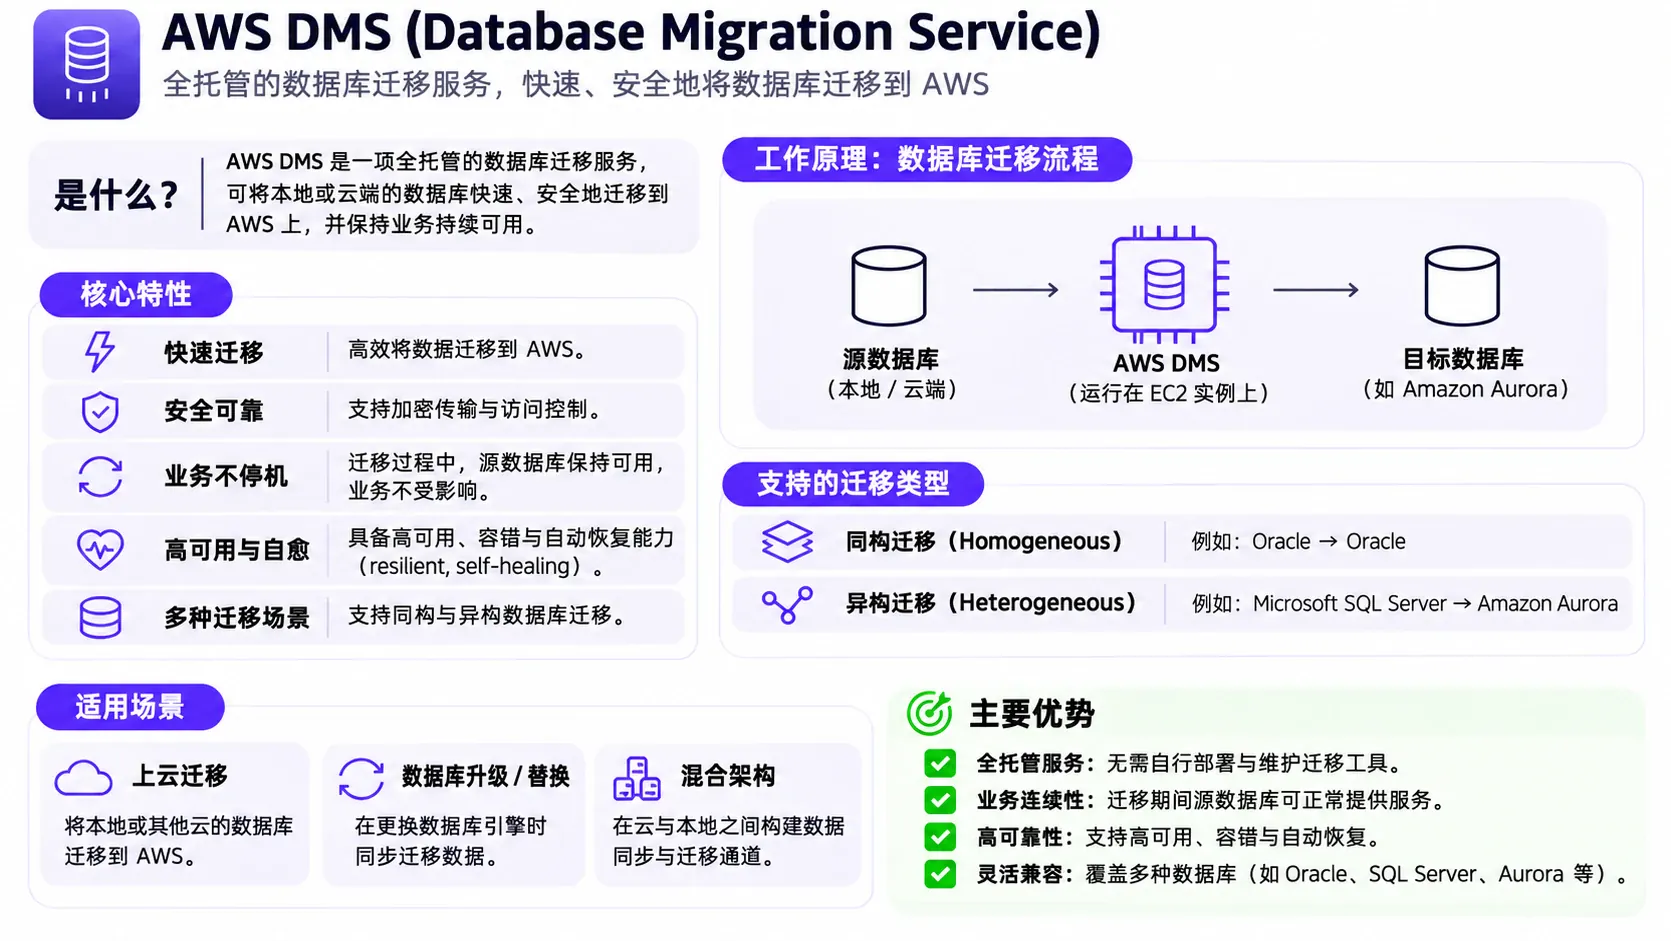 AWS DMS (Database Migration Service)
全托管的数据库迁移服务，快速、安全地将数据库迁移到 AWS
是什么？
AWS DMS 是一项全托管的数据库迁移服务，
可将本地或云端的数据库快速、安全地迁移到
AWS 上，并保持业务持续可用。
核心特性
快速迁移
高效将数据迁移到 AWS。
安全可靠
支持加密传输与访问控制。
业务不停机
迁移过程中，源数据库保持可用，
业务不受影响。
高可用与自愈
具备高可用、容错与自动恢复能力
（resilient, self-healing）。
多种迁移场景
支持同构与异构数据库迁移。
工作原理：数据库迁移流程
源数据库
（本地 / 云端）
AWS DMS
（运行在 EC2 实例上）
目标数据库
（如 Amazon Aurora）
支持的迁移类型
同构迁移（Homogeneous）
例如：Oracle → Oracle
异构迁移（Heterogeneous）
例如：Microsoft SQL Server → Amazon Aurora
适用场景
上云迁移
将本地或其他云的数据库
迁移到 AWS。
数据库升级 / 替换
在更换数据库引擎时
同步迁移数据。
混合架构
在云与本地之间构建数据
同步与迁移通道。
主要优势
全托管服务：无需自行部署与维护迁移工具。
业务连续性：迁移期间源数据库可正常提供服务。
高可靠性：支持高可用、容错与自动恢复。
灵活兼容：覆盖多种数据库（如 Oracle、SQL Server、Aurora 等）。